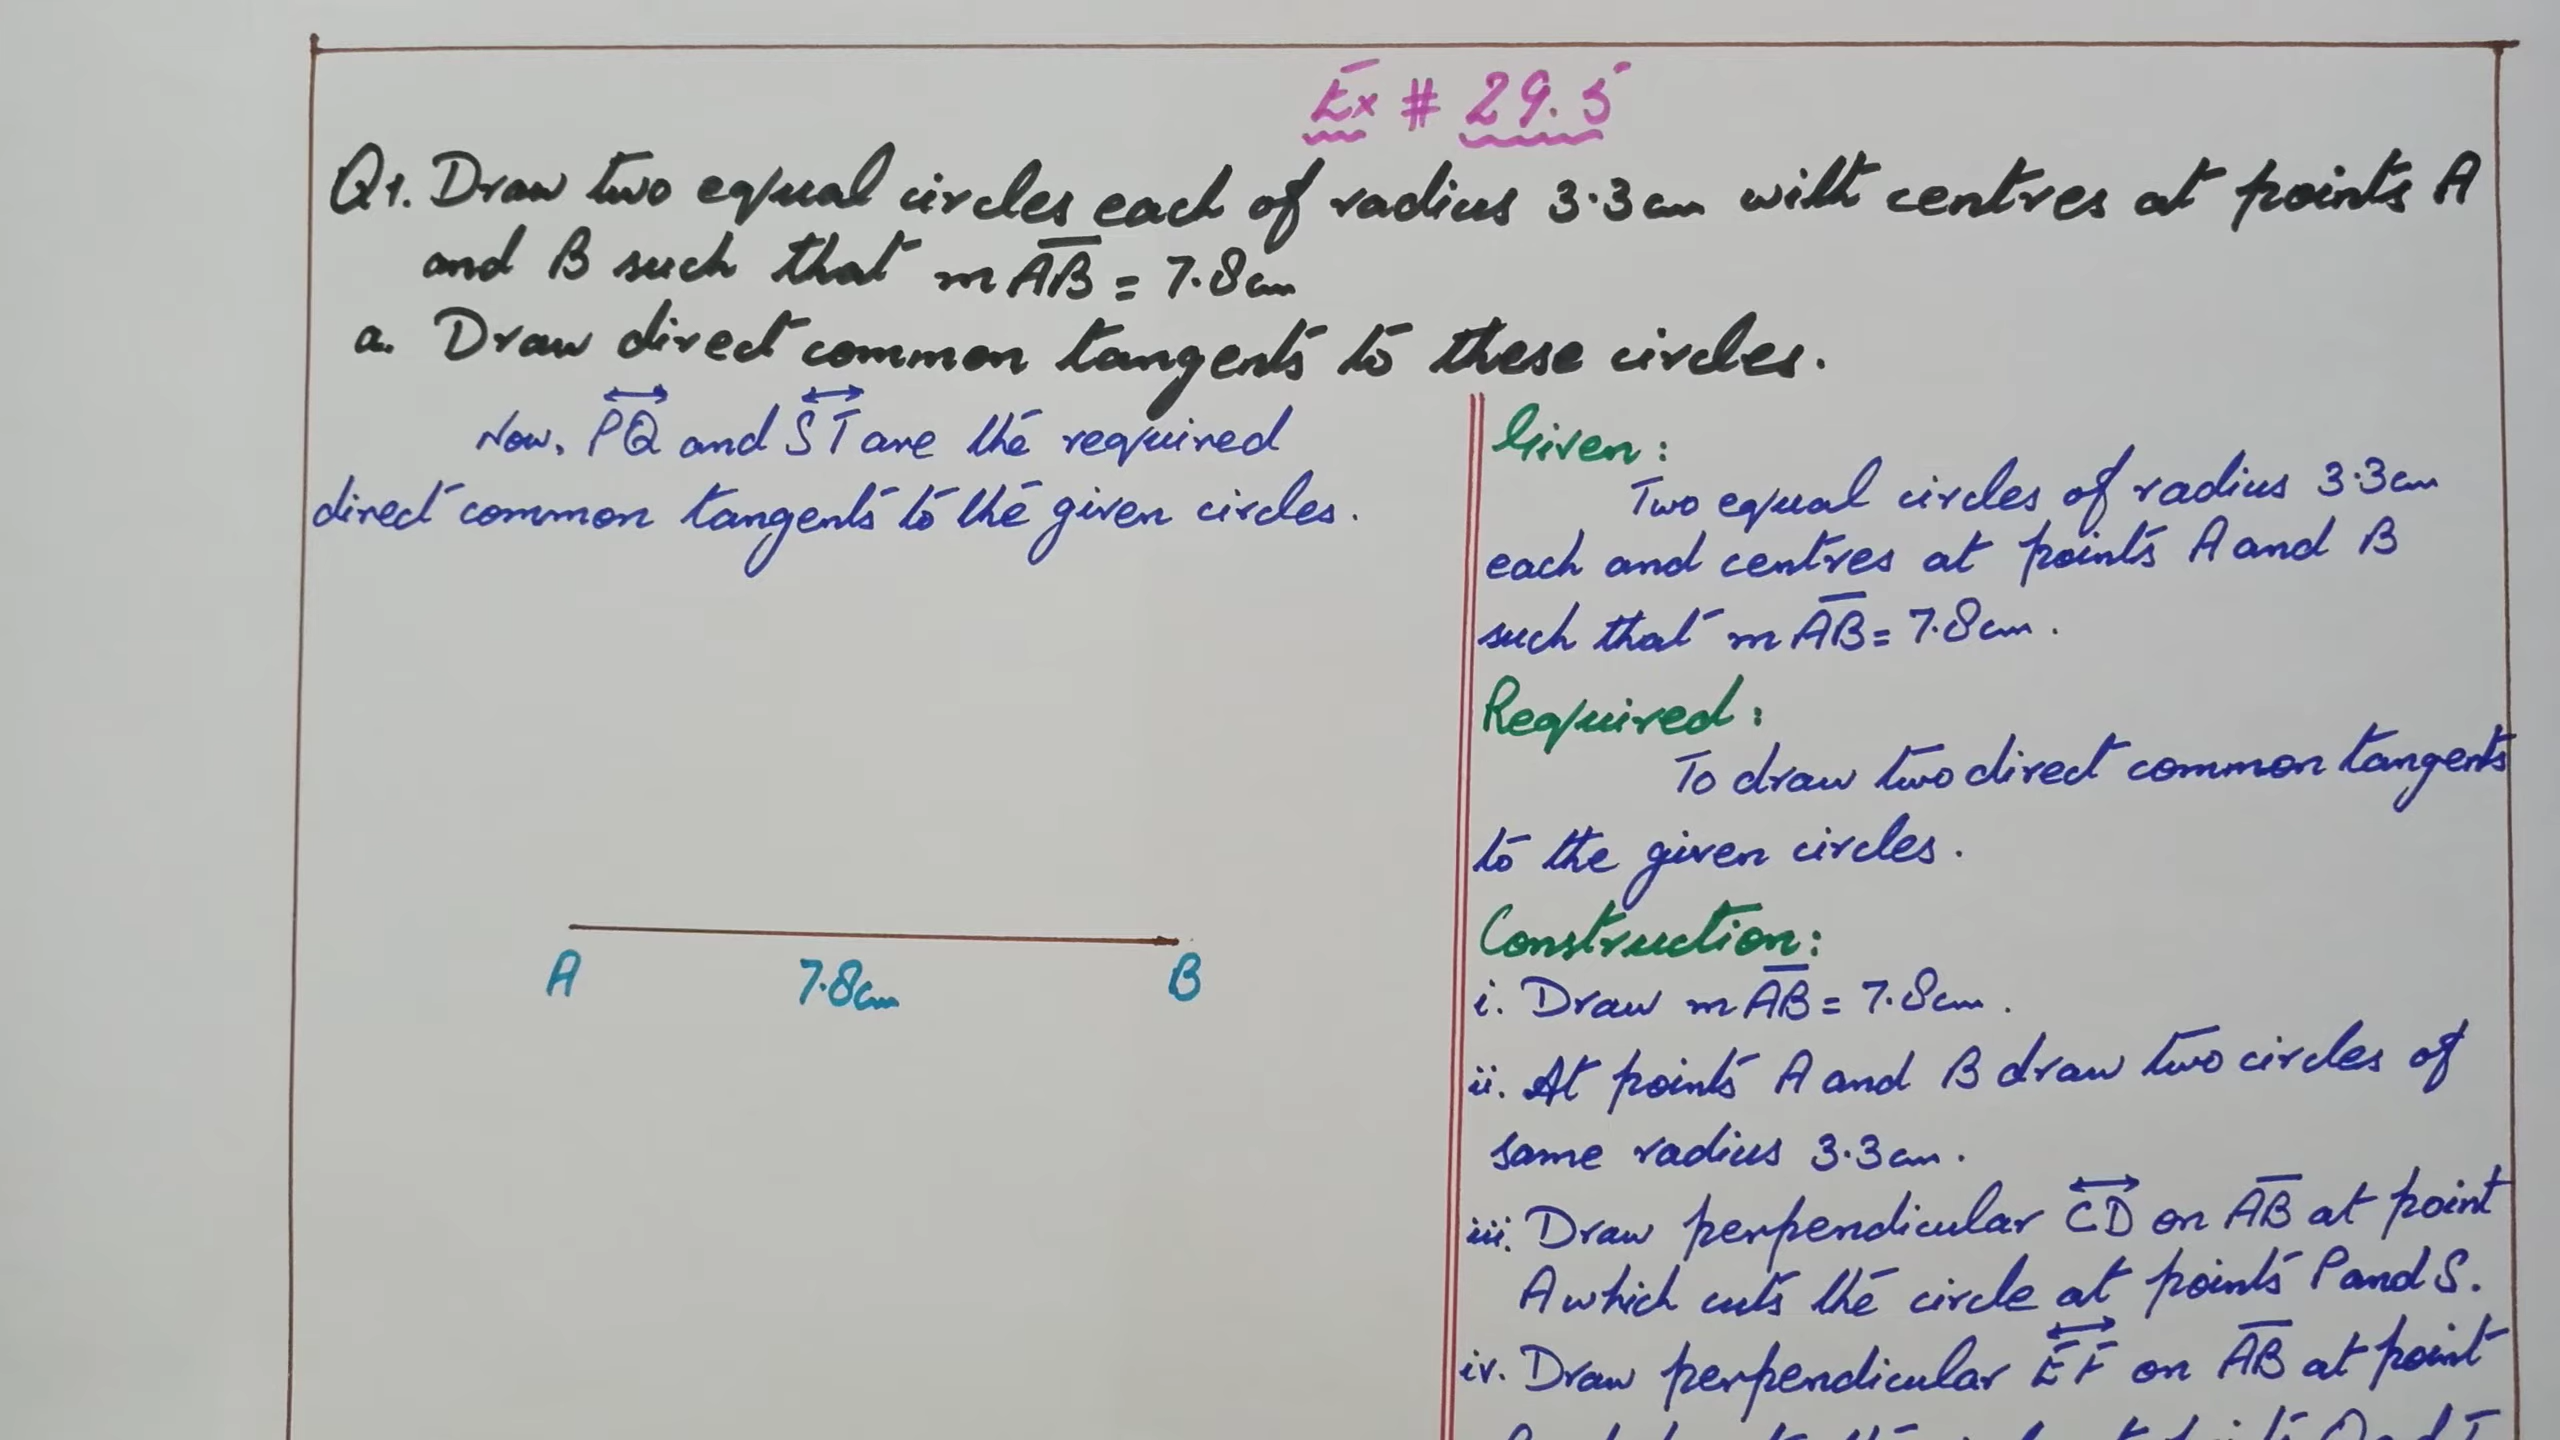 Ex # 29.5
Q1. Draw two equal circles each of radius 3.3cm with centres at points A
and B such that mAB = 7.8cm
a. Draw direct common tangents to these circles.
Now, PQ and ST are the required
direct common tangents to the given circles.
A 7.8cm B
Given:
Two equal circles of radius 3.3cm
each and centres at points A and B
such that mAB = 7.8cm.
Required:
To draw two direct common tangents
to the given circles.
Construction:
i. Draw mAB = 7.8cm.
ii. At points A and B draw two circles of
same radius 3.3cm.
iii. Draw perpendicular CD on AB at point
A which cuts the circle at points P and S.
iv. Draw perpendicular EF on AB at point